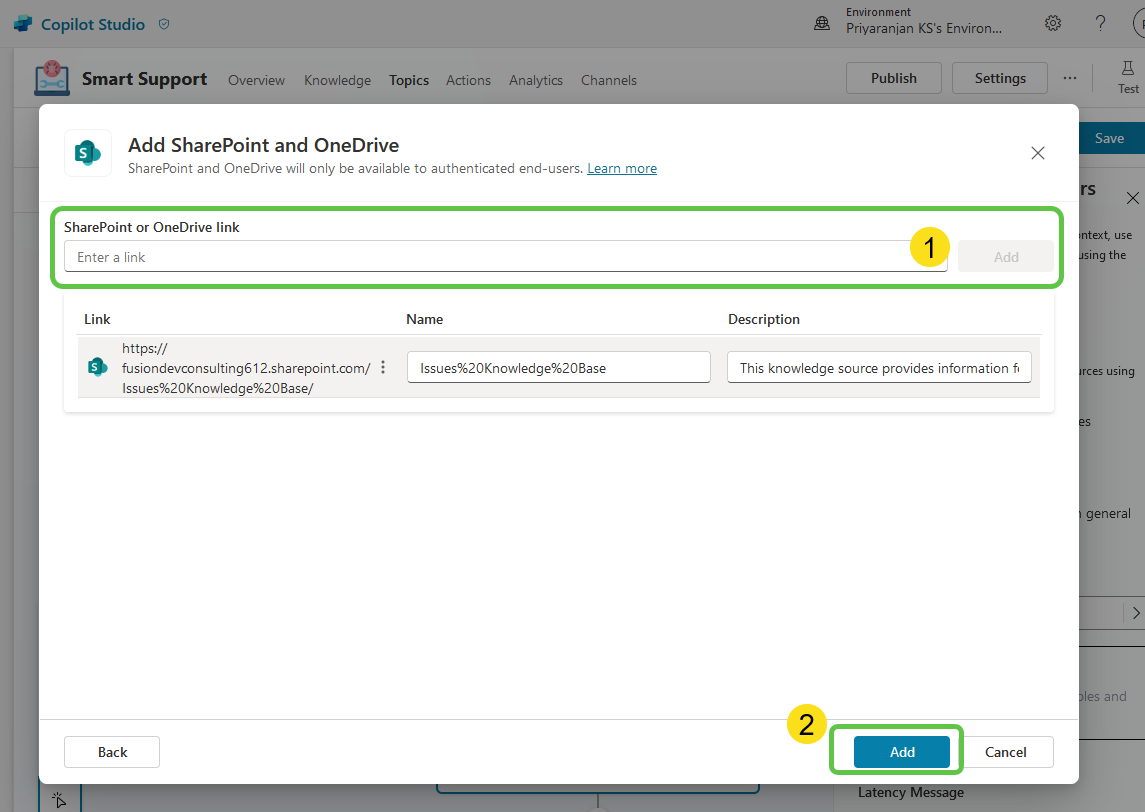 Copilot Studio
Environment
Priyaranjan KS's Environ...
?
Smart Support
Overview
Knowledge
Topics
Actions
Analytics
Channels
Publish
Settings
...
Test
Save
Add SharePoint and OneDrive
SharePoint and OneDrive will only be available to authenticated end-users. Learn more
SharePoint or OneDrive link
Enter a link
1
Add
Link
Name
Description
https://
fusiondevconsulting612.sharepoint.com/
Issues%20Knowledge%20Base/
Issues%20Knowledge%20Base
This knowledge source provides information f
rs
ntext, use
using the
urces using
es
n general
ples and
2
Back
Add
Cancel
Latency Message